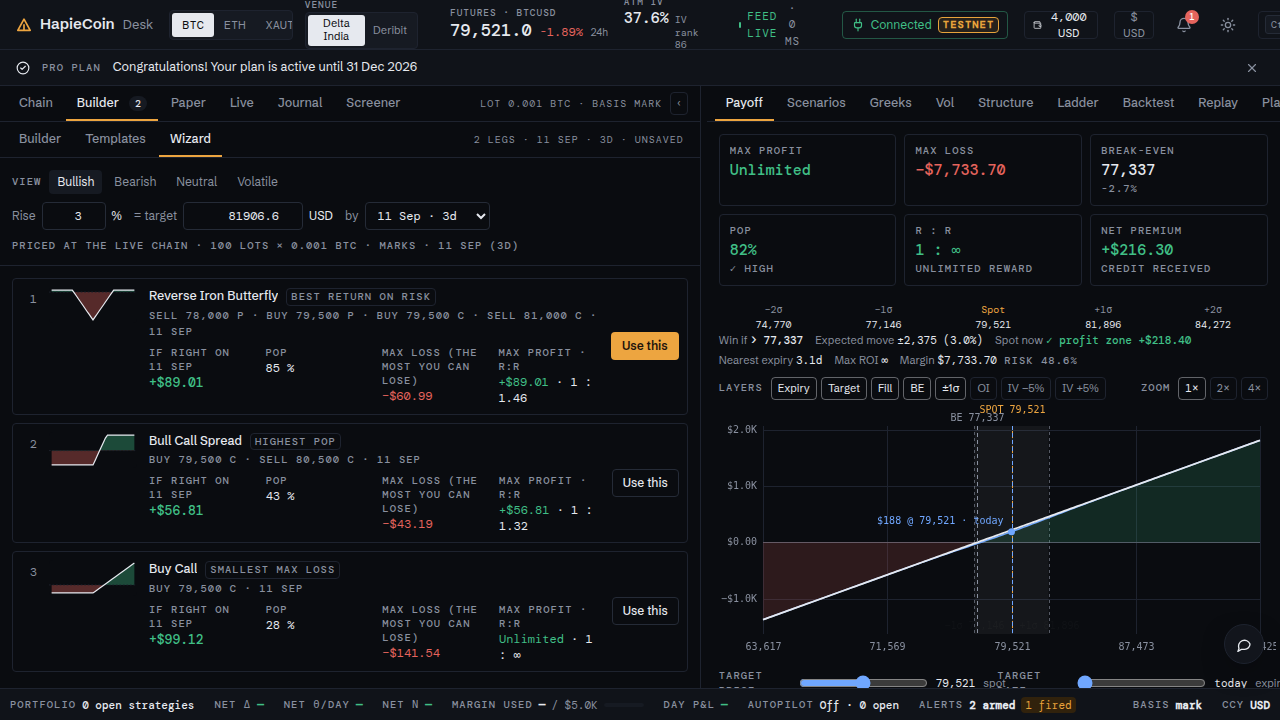 HapieCoin Desk
BTC ETH XAUT
VENUE
Delta India Deribit
FUTURES · BTCUSD
79,521.0 -1.89% 24h
ATM IV
37.6% IV rank 86
FEED LIVE · 0 MS
Connected TESTNET
4,000 USD
$ USD
1
PRO PLAN Congratulations! Your plan is active until 31 Dec 2026
Chain Builder 2 Paper Live Journal Screener
LOT 0.001 BTC · BASIS MARK
Builder Templates Wizard
2 LEGS · 11 SEP · 3D · UNSAVED
VIEW Bullish Bearish Neutral Volatile
Rise 3 % = target 81906.6 USD by 11 Sep · 3d
PRICED AT THE LIVE CHAIN · 100 LOTS × 0.001 BTC · MARKS · 11 SEP (3D)
1
Reverse Iron Butterfly BEST RETURN ON RISK
SELL 78,000 P · BUY 79,500 P · BUY 79,500 C · SELL 81,000 C ·
11 SEP
IF RIGHT ON 11 SEP
+$89.01
POP
85 %
MAX LOSS (THE MOST YOU CAN LOSE)
−$60.99
MAX PROFIT · R:R
+$89.01 · 1 : 1.46
Use this
2
Bull Call Spread HIGHEST POP
BUY 79,500 C · SELL 80,500 C · 11 SEP
IF RIGHT ON 11 SEP
+$56.81
POP
43 %
MAX LOSS (THE MOST YOU CAN LOSE)
−$43.19
MAX PROFIT · R:R
+$56.81 · 1 : 1.32
Use this
3
Buy Call SMALLEST MAX LOSS
BUY 79,500 C · 11 SEP
IF RIGHT ON 11 SEP
+$99.12
POP
28 %
MAX LOSS (THE MOST YOU CAN LOSE)
−$141.54
MAX PROFIT · R:R
Unlimited · 1 : ∞
Use this
Payoff Scenarios Greeks Vol Structure Ladder Backtest Replay
MAX PROFIT
Unlimited
MAX LOSS
−$7,733.70
BREAK-EVEN
77,337
-2.7%
POP
82%
✓ HIGH
R : R
1 : ∞
UNLIMITED REWARD
NET PREMIUM
+$216.30
CREDIT RECEIVED
−2σ −1σ Spot +1σ +2σ
74,770 77,146 79,521 81,896 84,272
Win if > 77,337 Expected move ±2,375 (3.0%) Spot now ✓ profit zone +$218.40
Nearest expiry 3.1d Max ROI ∞ Margin $7,733.70 RISK 48.6%
LAYERS Expiry Target Fill BE ±1σ OI IV −5% IV +5% ZOOM 1× 2× 4×
SPOT 79,521
BE 77,337
$2.0K
$1.0K
$188 @ 79,521 · today
$0.00
−$1.0K
63,617 71,569 79,521 87,473
TARGET
79,521 spot
TARGET
today
PORTFOLIO 0 open strategies NET Δ — NET Θ/DAY — NET N — MARGIN USED — / $5.0K DAY P&L — AUTOPILOT Off · 0 open ALERTS 2 armed 1 fired BASIS mark CCY USD